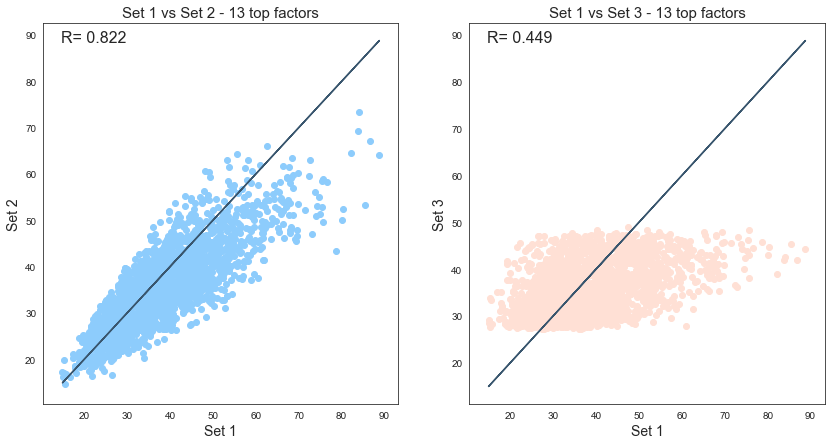 Set 1 vs Set 2 - 13 top factors
R= 0.822
90
80
70
60
50
40
30
20
Set 2
20 30 40 50 60 70 80 90
Set 1
Set 1 vs Set 3 - 13 top factors
R= 0.449
90
80
70
60
50
40
30
20
Set 3
20 30 40 50 60 70 80 90
Set 1